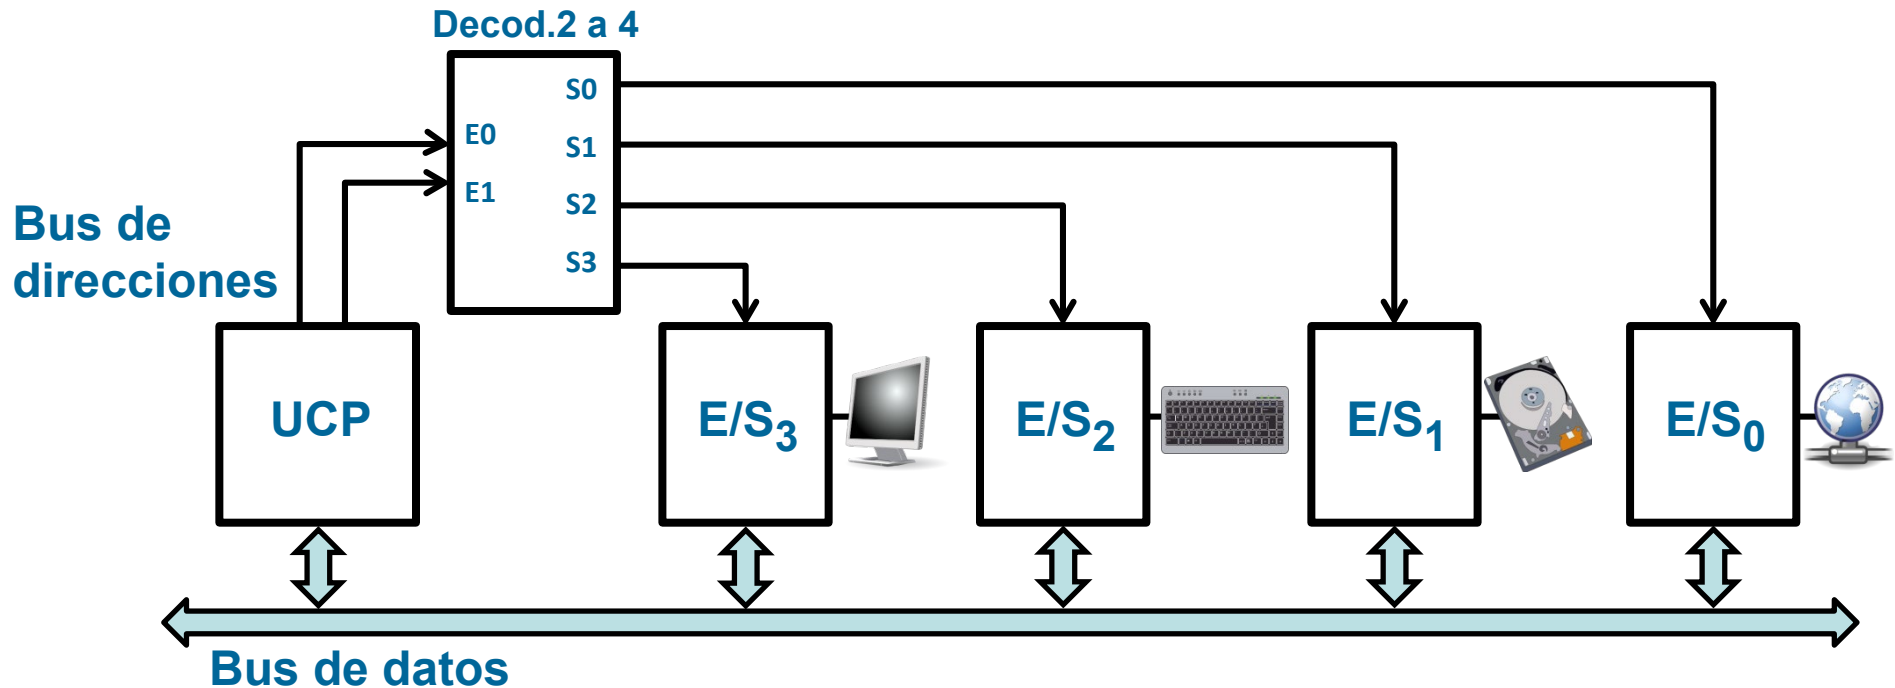 Decod.2 a 4
S0
E0
S1
E1
S2
S3
Bus de
direcciones
UCP
E/S3
E/S2
E/S1
E/S0
Bus de datos